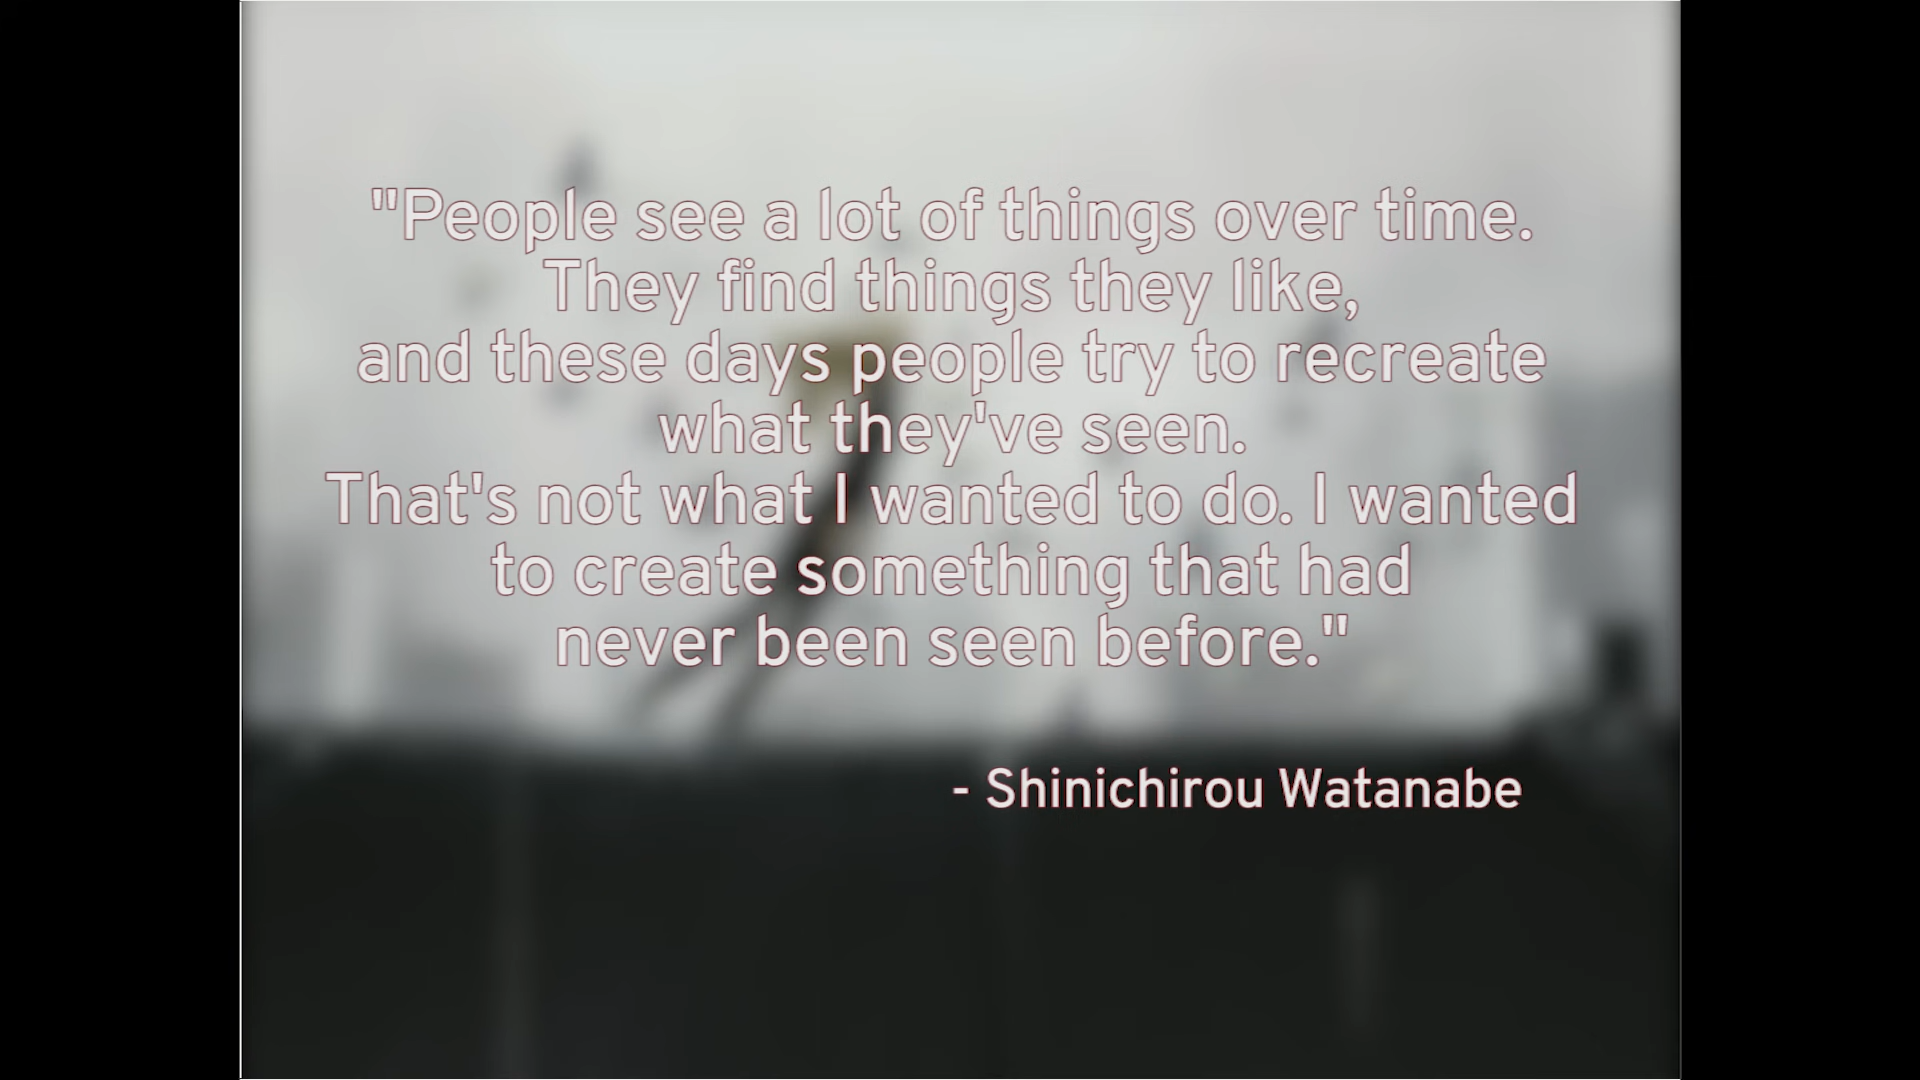 "People see a lot of things over time.
They find things they like,
and these days people try to recreate
what they've seen.
That's not what I wanted to do. I wanted
to create something that had
never been seen before."
- Shinichirou Watanabe